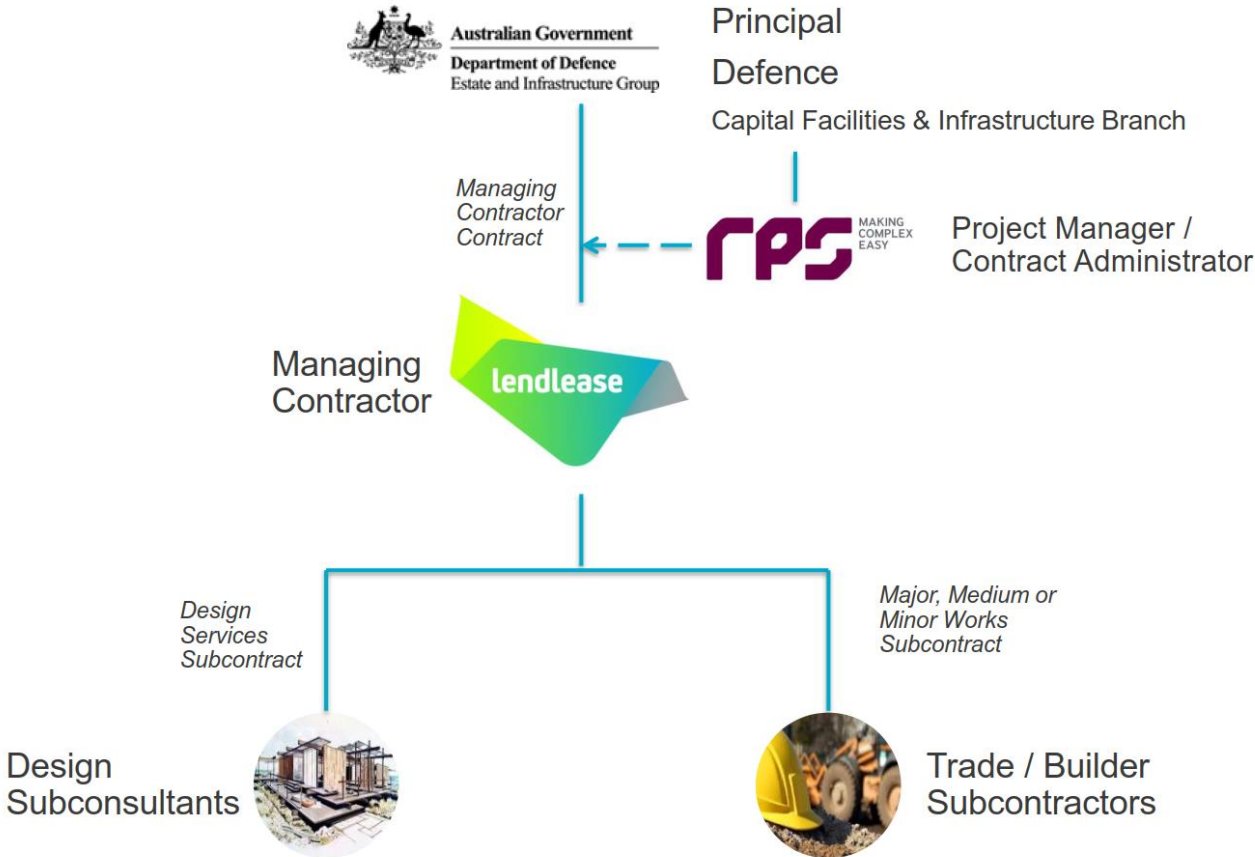 Australian Government
Department of Defence
Estate and Infrastructure Group
Principal
Defence
Capital Facilities & Infrastructure Branch
Managing
Contractor
Contract
rps
MAKING
COMPLEX
EASY
Project Manager /
Contract Administrator
Managing
Contractor
lendlease
Design
Services
Subcontract
Major, Medium or
Minor Works
Subcontract
Design
Subconsultants
Trade / Builder
Subcontractors